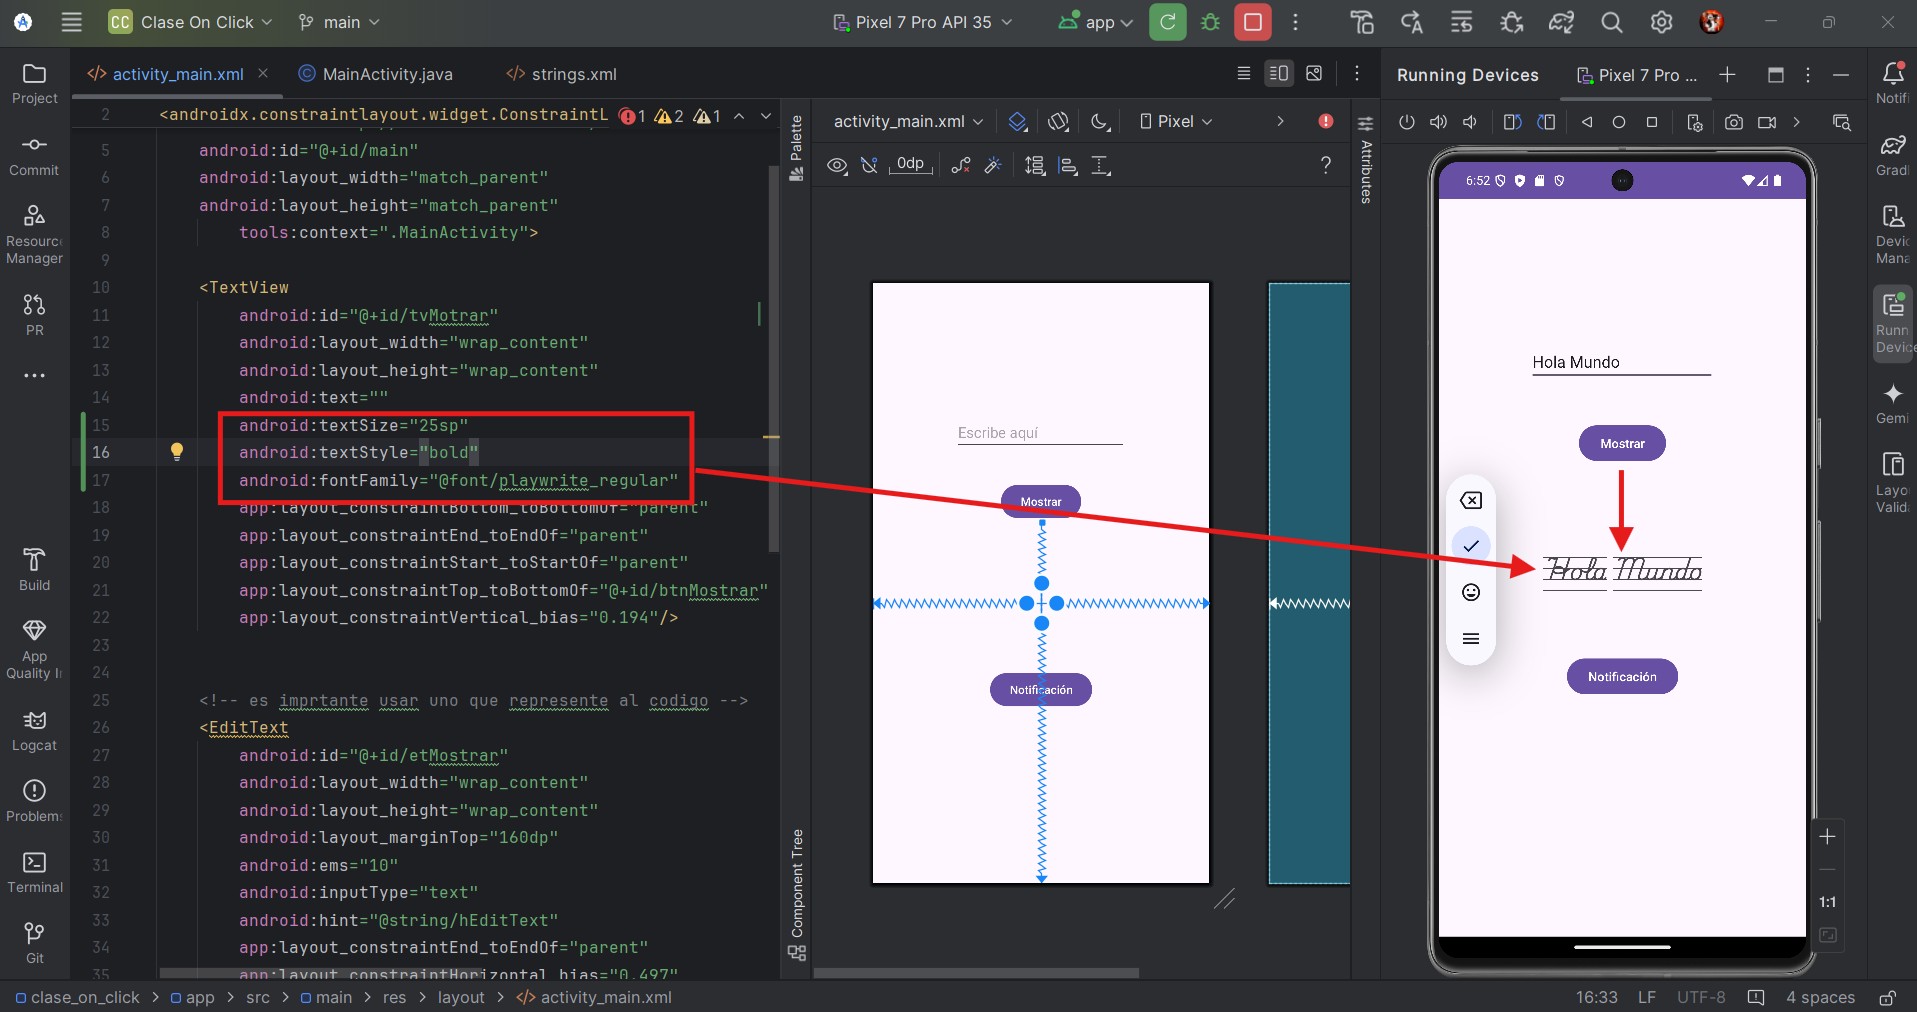 CC Clase On Click main Pixel 7 Pro API 35 app
Project
Commit
Resourc
Manager
PR
Build
App
Quality I
Logcat
Problem
Terminal
Git
activity_main.xml MainActivity.java strings.xml
2 <androidx.constraintlayout.widget.ConstraintL 1 2 1
5 android:id="@+id/main"
6 android:layout_width="match_parent"
7 android:layout_height="match_parent"
8 tools:context=".MainActivity">
9
10 <TextView
11 android:id="@+id/tvMotrar"
12 android:layout_width="wrap_content"
13 android:layout_height="wrap_content"
14 android:text=""
15 android:textSize="25sp"
16 android:textStyle="bold"
17 android:fontFamily="@font/playwrite_regular"
18 app:layout_constraintBottom_toBottomOf="parent"
19 app:layout_constraintEnd_toEndOf="parent"
20 app:layout_constraintStart_toStartOf="parent"
21 app:layout_constraintTop_toBottomOf="@+id/btnMostrar"
22 app:layout_constraintVertical_bias="0.194"/>
23
24
25 <!-- es imprtante usar uno que represente al codigo -->
26 <EditText
27 android:id="@+id/etMostrar"
28 android:layout_width="wrap_content"
29 android:layout_height="wrap_content"
30 android:layout_marginTop="160dp"
31 android:ems="10"
32 android:inputType="text"
33 android:hint="@string/hEditText"
34 app:layout_constraintEnd_toEndOf="parent"
35 app:layout_constraintHorizontal_bias="0.497"
Palette
Component Tree
activity_main.xml Pixel
0dp ?
Escribe aquí
Mostrar
Notificación
Attributes
Running Devices Pixel 7 Pro ...
6:52
Hola Mundo
Mostrar
Hola Mundo
Notificación
1:1
Notifi
Gradl
Devic
Mana
Runn
Device
Gemi
Layo
Valida
clase_on_click > app > src > main > res > layout > activity_main.xml 16:33 LF UTF-8 4 spaces